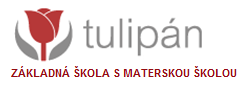 tulipán
ZÁKLADNÁ ŠKOLA S MATERSKOU ŠKOLOU